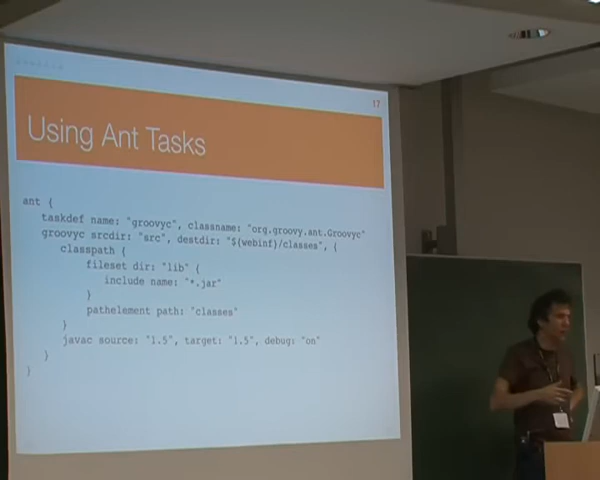 17
Using Ant Tasks
ant {
taskdef name: "groovyc", classname: "org.groovy.ant.Groovyc"
groovyc srcdir: "src", destdir: "${webinf}/classes", {
classpath {
fileset dir: "lib" {
include name: "*.jar"
}
pathelement path: "classes"
}
javac source: "1.5", target: "1.5", debug: "on"
}
}